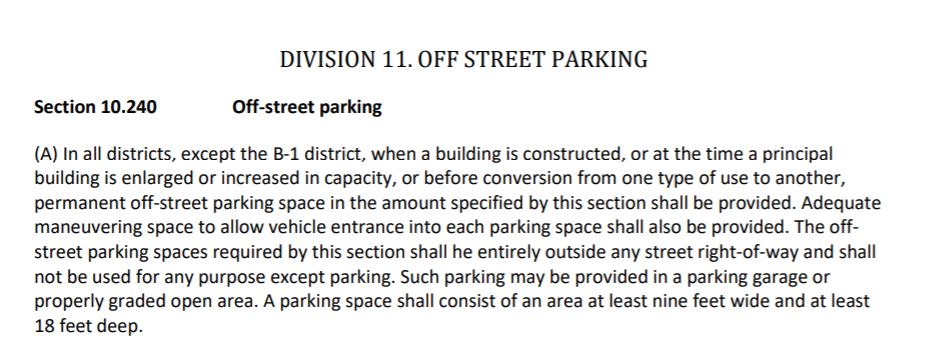 DIVISION 11. OFF STREET PARKING
Section 10.240 Off-street parking
(A) In all districts, except the B-1 district, when a building is constructed, or at the time a principal
building is enlarged or increased in capacity, or before conversion from one type of use to another,
permanent off-street parking space in the amount specified by this section shall be provided. Adequate
maneuvering space to allow vehicle entrance into each parking space shall also be provided. The off-
street parking spaces required by this section shall he entirely outside any street right-of-way and shall
not be used for any purpose except parking. Such parking may be provided in a parking garage or
properly graded open area. A parking space shall consist of an area at least nine feet wide and at least
18 feet deep.